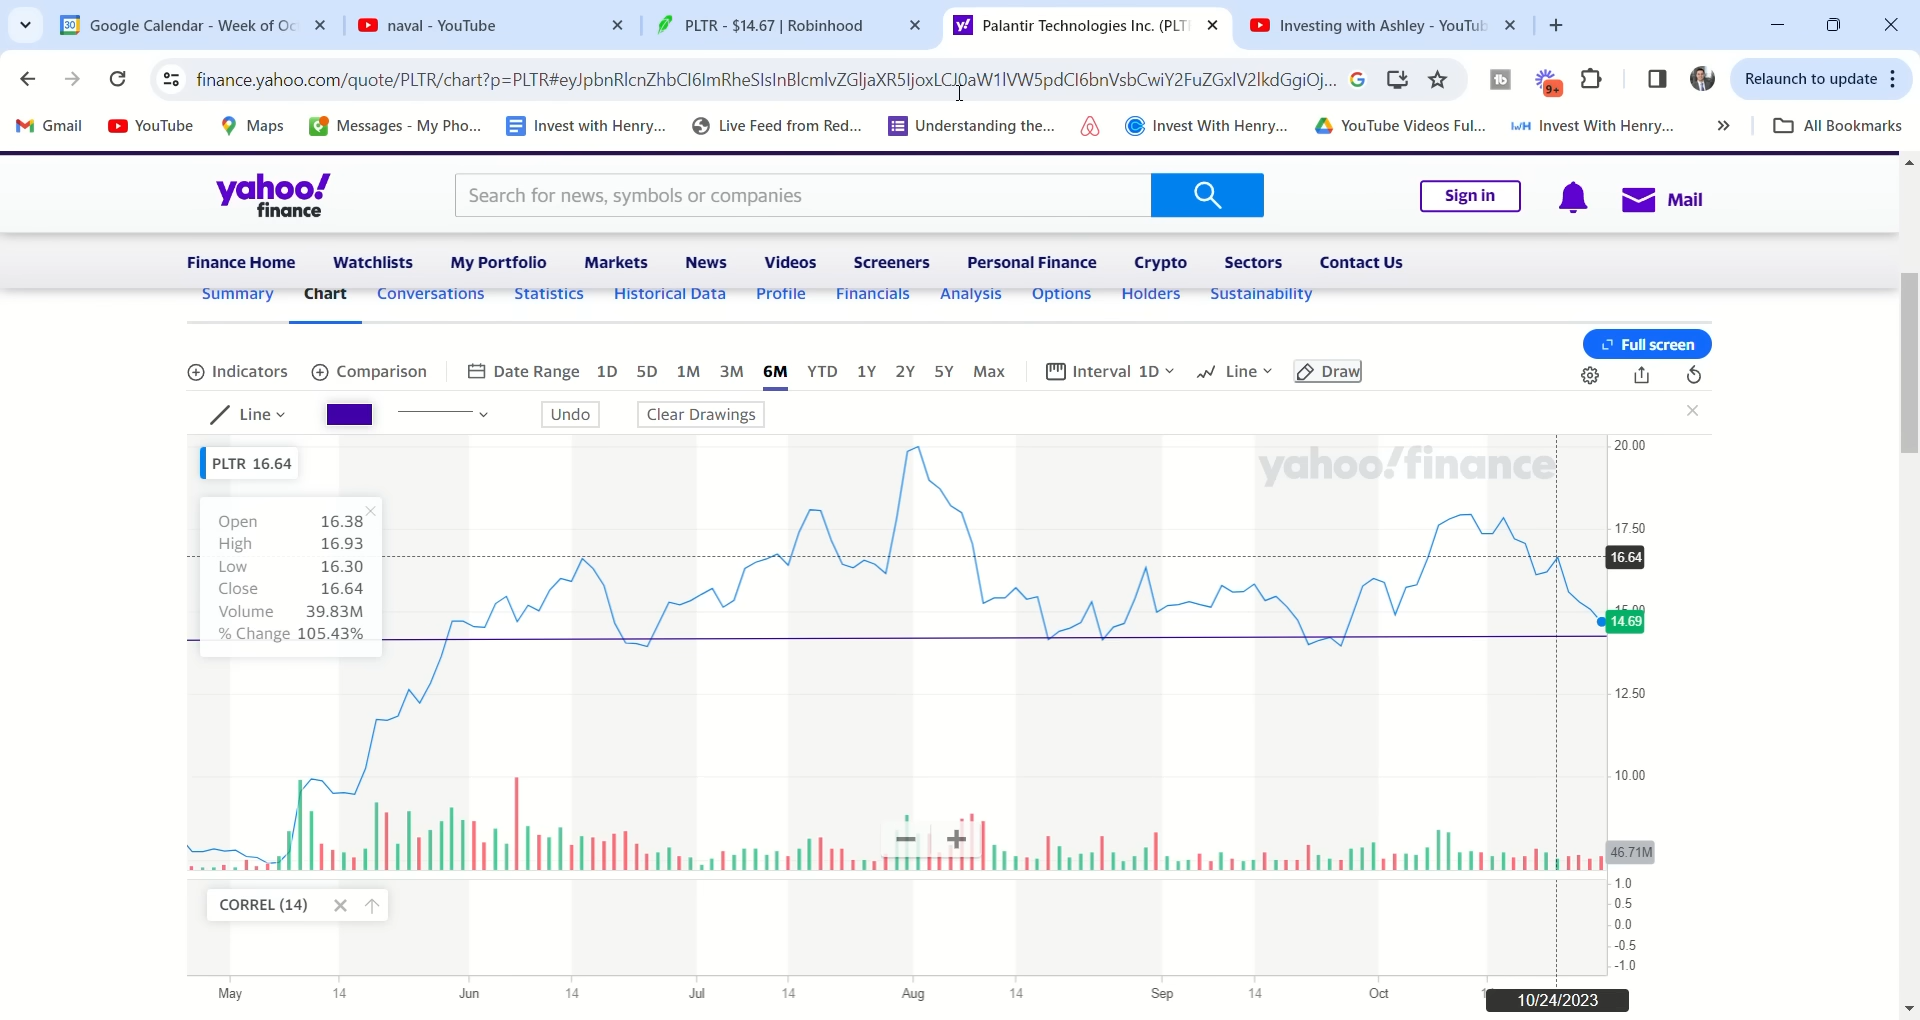 Google Calendar - Week of Oc
naval - YouTube
PLTR - $14.67 | Robinhood
Palantir Technologies Inc. (PLT
Investing with Ashley - YouTub
finance.yahoo.com/quote/PLTR/chart?p=PLTR#eyJpbnRlcnZhbCI6ImRheSIsInBlcmlvZGljaXR5IjoxLCJ0aW1lVW5pdCI6bnVsbCwiY2FuZGxlV2lkdGgiOj...
9+
Relaunch to update
Gmail
YouTube
Maps
Messages - My Pho...
Invest with Henry...
Live Feed from Red...
Understanding the...
Invest With Henry...
YouTube Videos Ful...
IWH Invest With Henry...
All Bookmarks
yahoo!
finance
Search for news, symbols or companies
Sign in
Mail
Finance Home Watchlists My Portfolio Markets News Videos Screeners Personal Finance Crypto Sectors Contact Us
Summary Chart Conversations Statistics Historical Data Profile Financials Analysis Options Holders Sustainability
Full screen
Indicators Comparison Date Range 1D 5D 1M 3M 6M YTD 1Y 2Y 5Y Max Interval 1D Line Draw
Line Undo Clear Drawings
PLTR 16.64
yahoo!finance
Open 16.38
High 16.93
Low 16.30
Close 16.64
Volume 39.83M
% Change 105.43%
20.00
17.50
16.64
15.00
14.69
12.50
10.00
46.71M
CORREL (14)
1.0
0.5
0.0
-0.5
-1.0
May 14 Jun 14 Jul 14 Aug 14 Sep 14 Oct
10/24/2023